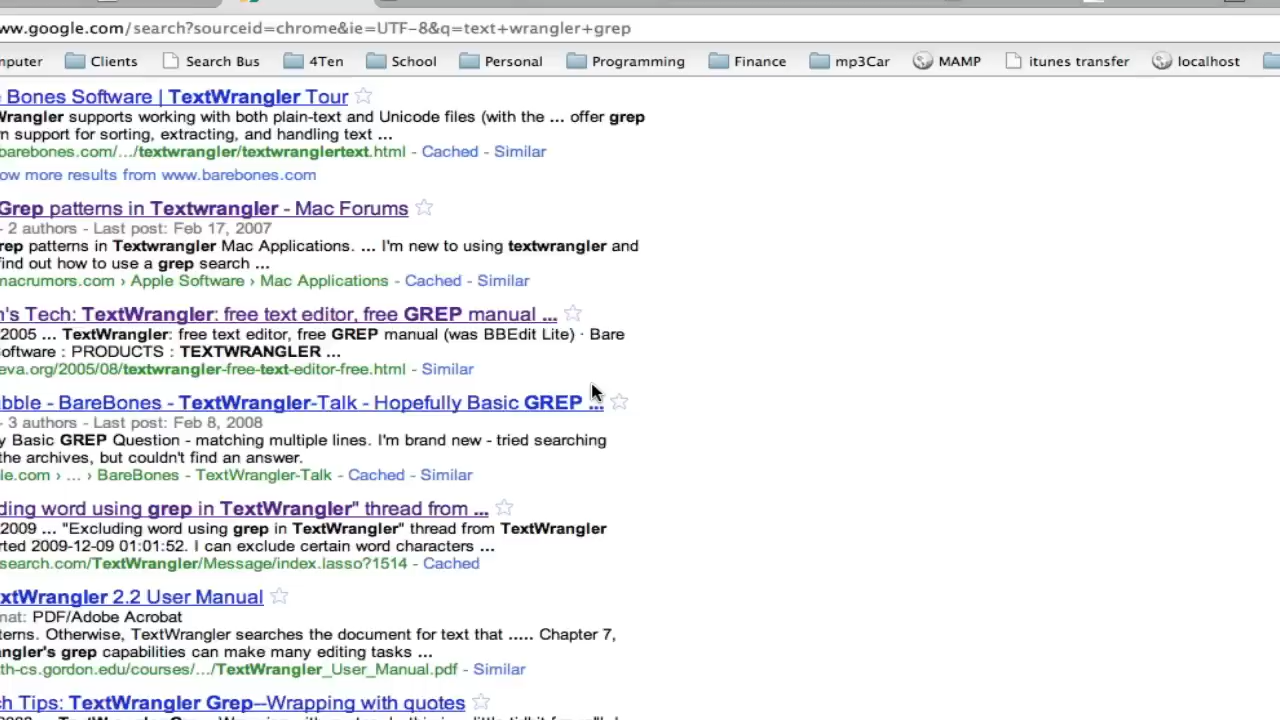 ww.google.com/search?sourceid=chrome&ie=UTF-8&q=text+wrangler+grep
mputer Clients Search Bus 4Ten School Personal Programming Finance mp3Car MAMP itunes transfer localhost
e Bones Software | TextWrangler Tour
Wrangler supports working with both plain-text and Unicode files (with the ... offer grep
n support for sorting, extracting, and handling text ...
barebones.com/.../textwrangler/textwranglertext.html - Cached - Similar
ow more results from www.barebones.com
Grep patterns in Textwrangler - Mac Forums
- 2 authors - Last post: Feb 17, 2007
rep patterns in Textwrangler Mac Applications. ... I'm new to using textwrangler and
find out how to use a grep search ...
macrumors.com › Apple Software › Mac Applications - Cached - Similar
n's Tech: TextWrangler: free text editor, free GREP manual ...
2005 ... TextWrangler: free text editor, free GREP manual (was BBEdit Lite) · Bare
oftware : PRODUCTS : TEXTWRANGLER ...
eva.org/2005/08/textwrangler-free-text-editor-free.html - Similar
bble - BareBones - TextWrangler-Talk - Hopefully Basic GREP ...
- 3 authors - Last post: Feb 8, 2008
y Basic GREP Question - matching multiple lines. I'm brand new - tried searching
the archives, but couldn't find an answer.
le.com › ... › BareBones - TextWrangler-Talk - Cached - Similar
ding word using grep in TextWrangler" thread from ...
2009 ... "Excluding word using grep in TextWrangler" thread from TextWrangler
rted 2009-12-09 01:01:52. I can exclude certain word characters ...
search.com/TextWrangler/Message/index.lasso?1514 - Cached
xtWrangler 2.2 User Manual
mat: PDF/Adobe Acrobat
terns. Otherwise, TextWrangler searches the document for text that ..... Chapter 7,
angler's grep capabilities can make many editing tasks ...
th-cs.gordon.edu/courses/.../TextWrangler_User_Manual.pdf - Similar
ch Tips: TextWrangler Grep--Wrapping with quotes